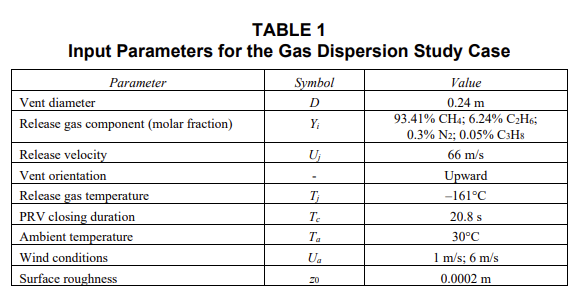 TABLE 1
Input Parameters for the Gas Dispersion Study Case
Parameter Symbol Value
Vent diameter D 0.24 m
Release gas component (molar fraction) Yᵢ 93.41% CH₄; 6.24% C₂H₆;
0.3% N₂; 0.05% C₃H₈
Release velocity Uⱼ 66 m/s
Vent orientation - Upward
Release gas temperature Tⱼ –161°C
PRV closing duration T꜀ 20.8 s
Ambient temperature Tₐ 30°C
Wind conditions Uₐ 1 m/s; 6 m/s
Surface roughness z₀ 0.0002 m